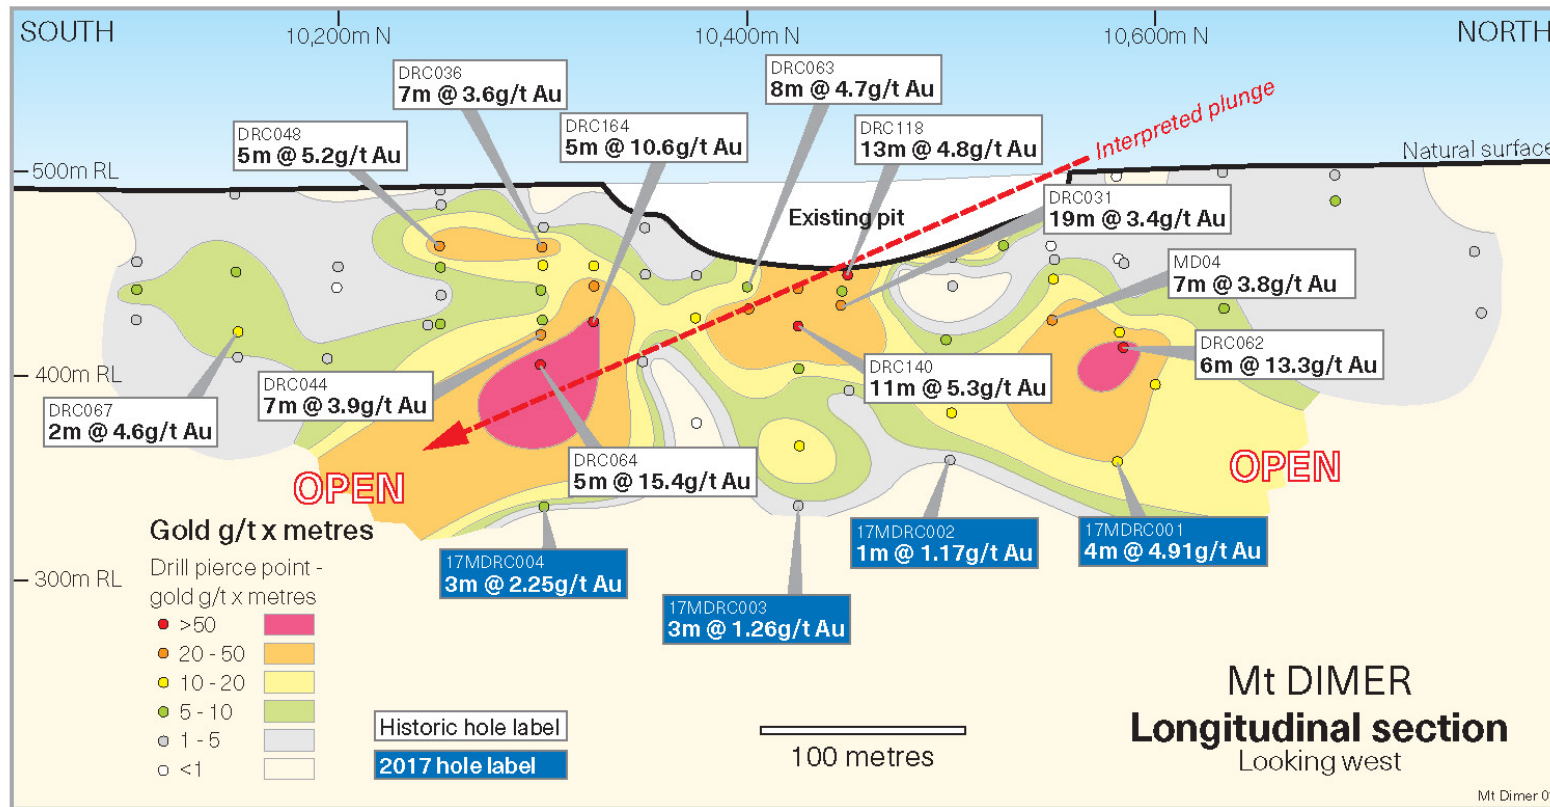 SOUTH
10,200m N
10,400m N
10,600m N
NORTH
DRC036
7m @ 3.6g/t Au
DRC063
8m @ 4.7g/t Au
DRC048
5m @ 5.2g/t Au
DRC164
5m @ 10.6g/t Au
DRC118
13m @ 4.8g/t Au
Interpreted plunge
Natural surface
500m RL
Existing pit
DRC031
19m @ 3.4g/t Au
MD04
7m @ 3.8g/t Au
400m RL
DRC067
2m @ 4.6g/t Au
DRC044
7m @ 3.9g/t Au
DRC140
11m @ 5.3g/t Au
DRC062
6m @ 13.3g/t Au
DRC064
5m @ 15.4g/t Au
OPEN
OPEN
17MDRC004
3m @ 2.25g/t Au
17MDRC003
3m @ 1.26g/t Au
17MDRC002
1m @ 1.17g/t Au
17MDRC001
4m @ 4.91g/t Au
300m RL
Gold g/t x metres
Drill pierce point -
gold g/t x metres
>50
20 - 50
10 - 20
5 - 10
1 - 5
<1
Historic hole label
2017 hole label
100 metres
Mt DIMER
Longitudinal section
Looking west
Mt Dimer 0